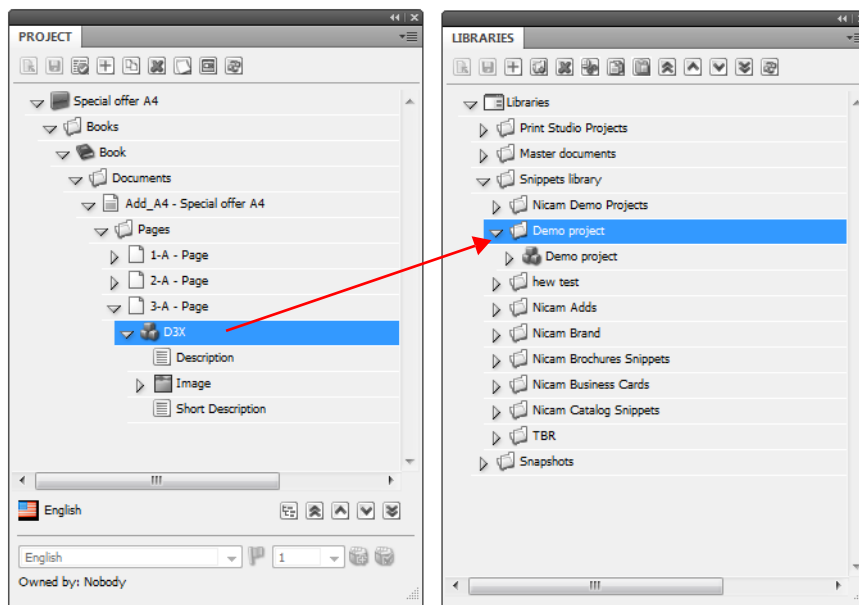 PROJECT
Special offer A4
Books
Book
Documents
Add_A4 - Special offer A4
Pages
1-A - Page
2-A - Page
3-A - Page
D3X
Description
Image
Short Description
English
English
1
Owned by: Nobody
LIBRARIES
Libraries
Print Studio Projects
Master documents
Snippets library
Nicam Demo Projects
Demo project
Demo project
hew test
Nicam Adds
Nicam Brand
Nicam Brochures Snippets
Nicam Business Cards
Nicam Catalog Snippets
TBR
Snapshots